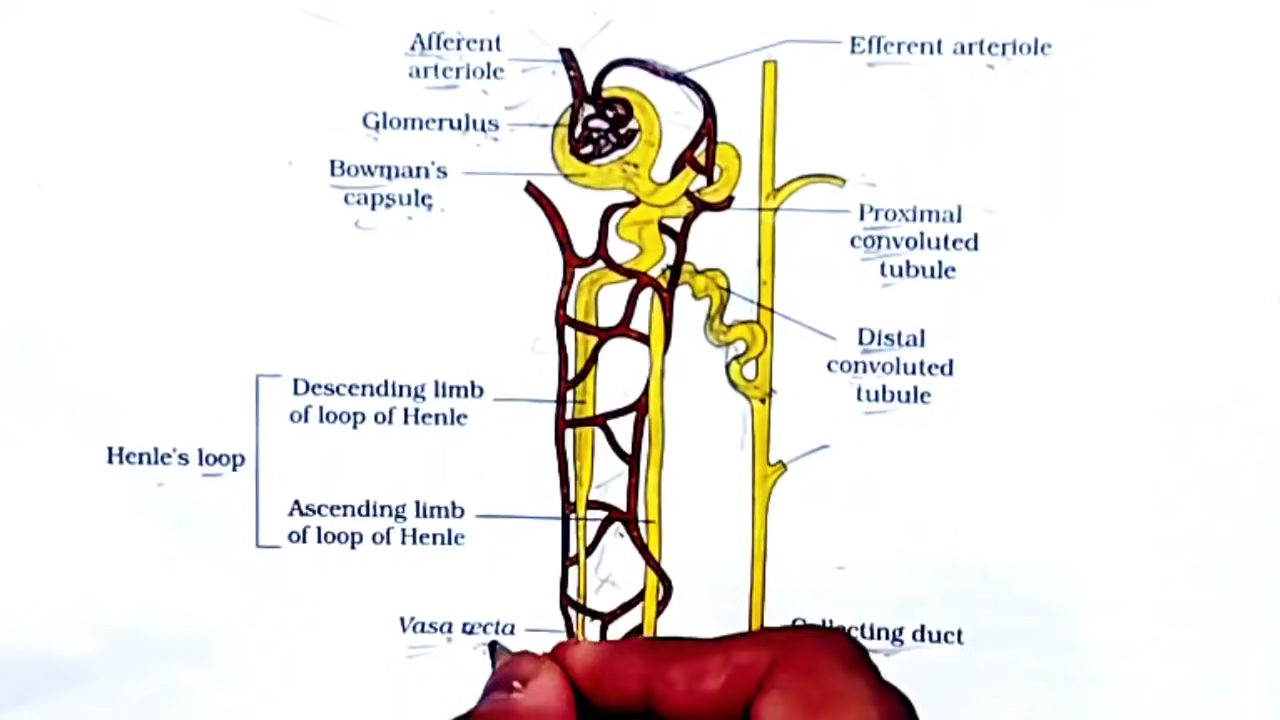 Afferent
arteriole
Efferent arteriole
Glomerulus
Bowman's
capsule
Proximal
convoluted
tubule
Distal
convoluted
tubule
Descending limb
of loop of Henle
Henle's loop
Ascending limb
of loop of Henle
Vasa recta
duct